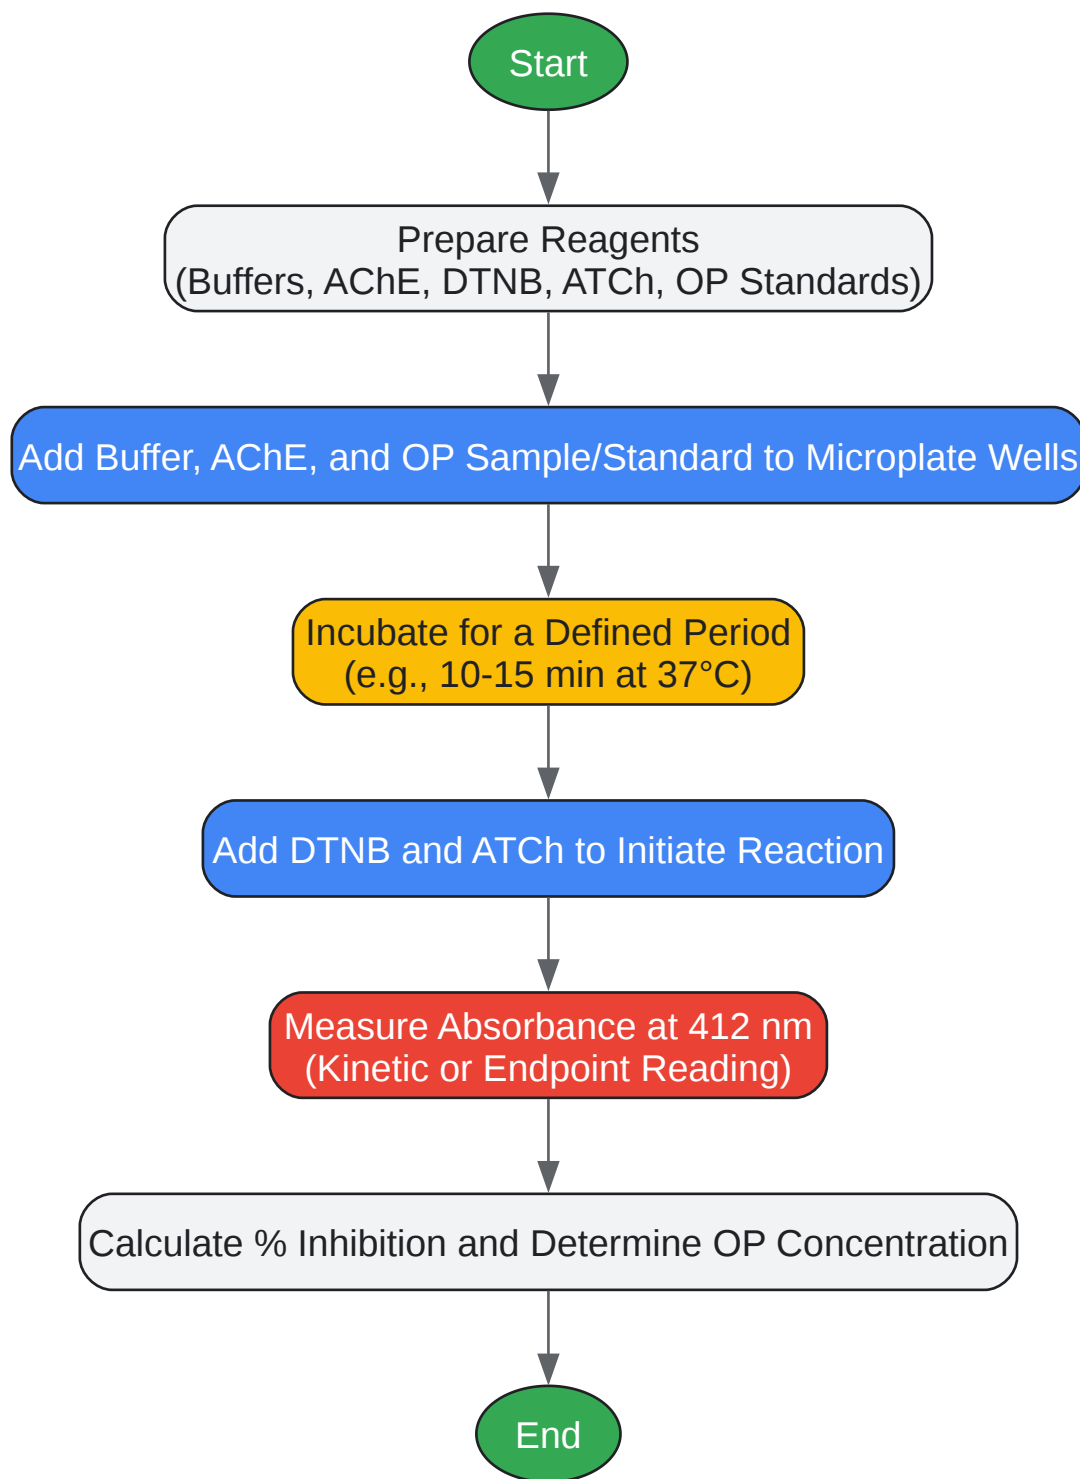 Start
Prepare Reagents
(Buffers, AChE, DTNB, ATCh, OP Standards)
Add Buffer, AChE, and OP Sample/Standard to Microplate Wells
Incubate for a Defined Period
(e.g., 10-15 min at 37°C)
Add DTNB and ATCh to Initiate Reaction
Measure Absorbance at 412 nm
(Kinetic or Endpoint Reading)
Calculate % Inhibition and Determine OP Concentration
End